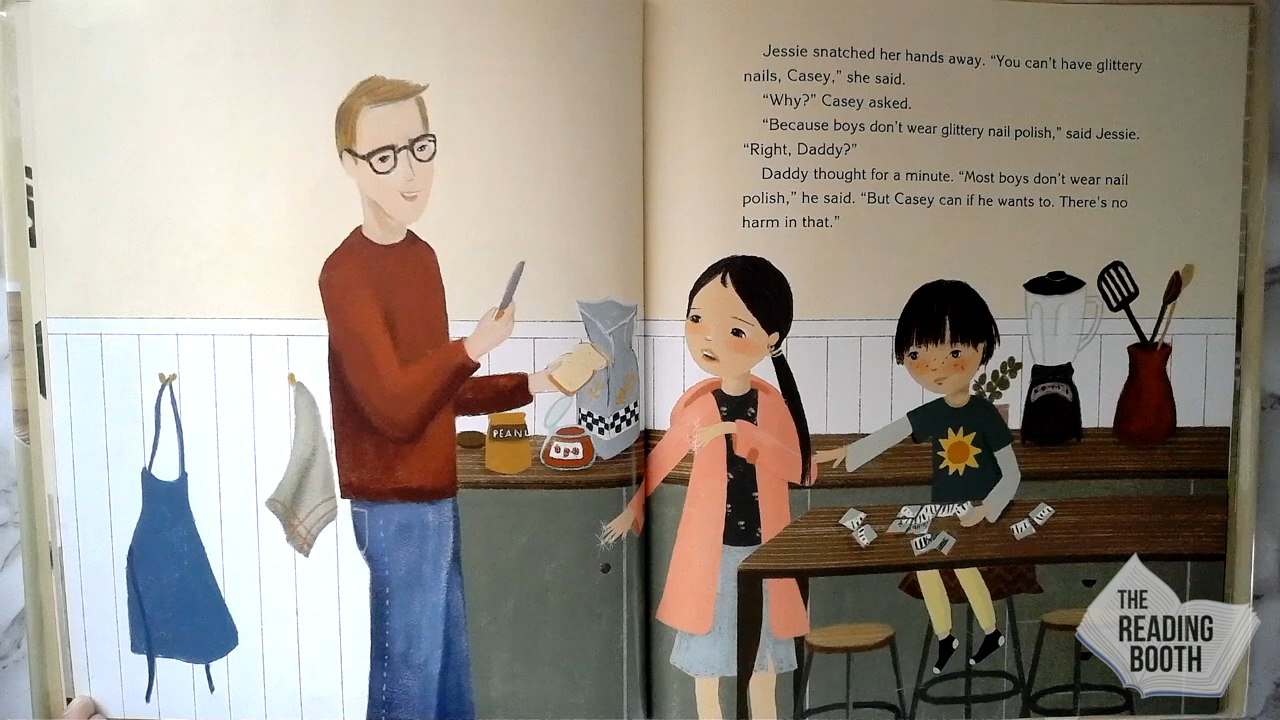 Jessie snatched her hands away. “You can’t have glittery
nails, Casey,” she said.
“Why?” Casey asked.
“Because boys don’t wear glittery nail polish,” said Jessie.
“Right, Daddy?”
Daddy thought for a minute. “Most boys don’t wear nail
polish,” he said. “But Casey can if he wants to. There’s no
harm in that.”
PEANU
THE
READING
BOOTH